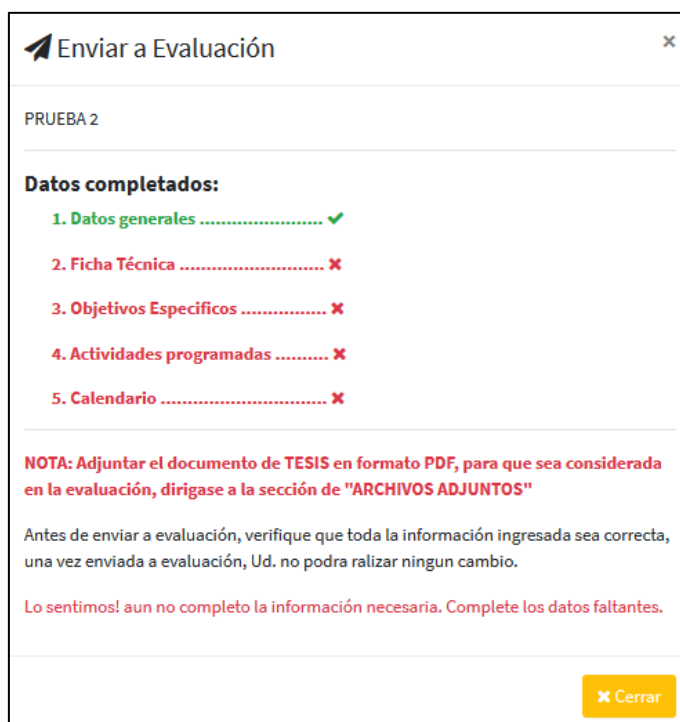 Enviar a Evaluación ×
PRUEBA 2
Datos completados:
1. Datos generales ....................... ✔
2. Ficha Técnica ........................... ✖
3. Objetivos Especificos ................ ✖
4. Actividades programadas .......... ✖
5. Calendario ............................... ✖
NOTA: Adjuntar el documento de TESIS en formato PDF, para que sea considerada
en la evaluación, dirigase a la sección de "ARCHIVOS ADJUNTOS"
Antes de enviar a evaluación, verifique que toda la información ingresada sea correcta,
una vez enviada a evaluación, Ud. no podra ralizar ningun cambio.
Lo sentimos! aun no completo la información necesaria. Complete los datos faltantes.
✖ Cerrar